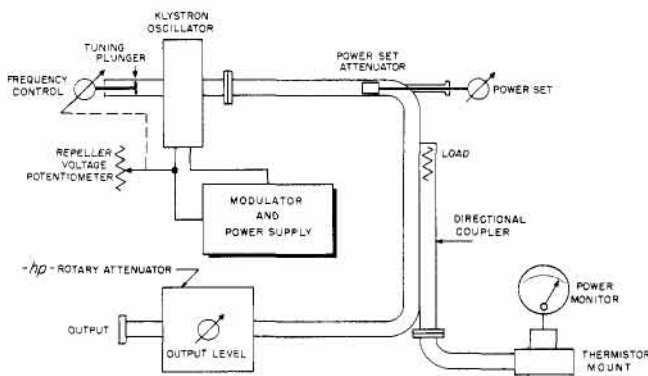 KLYSTRON
OSCILLATOR
TUNING
PLUNGER
POWER SET
ATTENUATOR
FREQUENCY
CONTROL
POWER SET
REPELLER
VOLTAGE
POTENTIOMETER
LOAD
MODULATOR
AND
POWER SUPPLY
DIRECTIONAL
COUPLER
-hp- ROTARY ATTENUATOR
POWER
MONITOR
OUTPUT
OUTPUT LEVEL
THERMISTOR
MOUNT